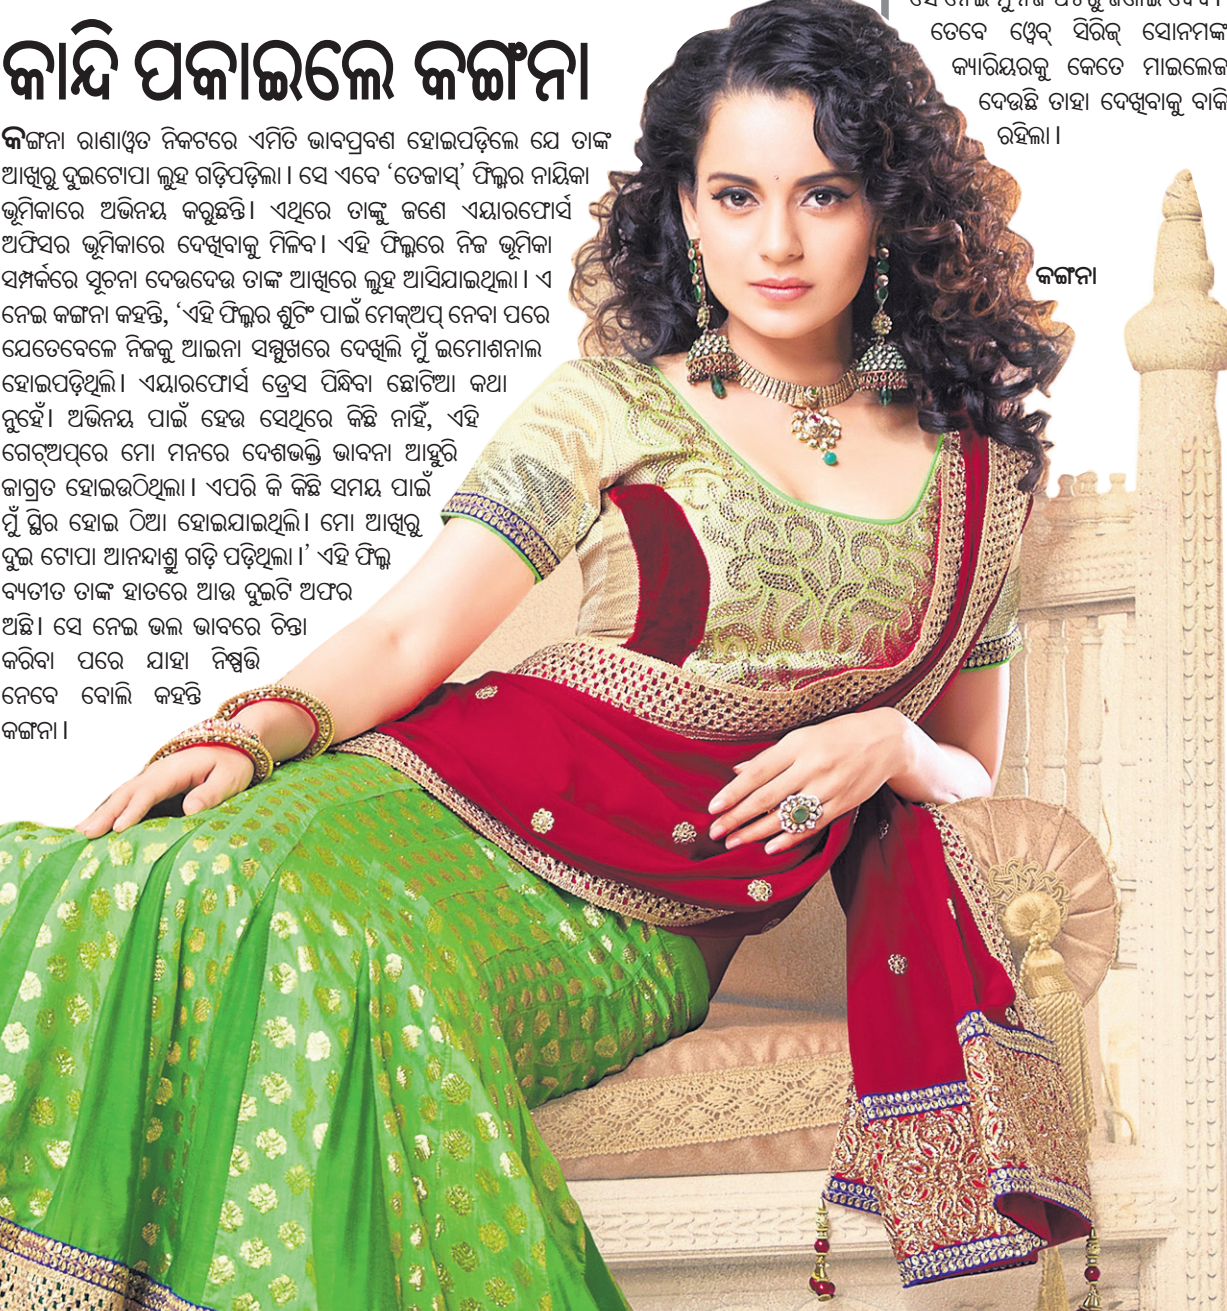 କାନ୍ଦି ପକାଇଲେ କଙ୍ଗନା
କଙ୍ଗନା ରାଣାୱତ ନିକଟରେ ଏମିତି ଭାବପ୍ରବଣ ହୋଇପଡ଼ିଲେ ଯେ ତାଙ୍କ
ଆଖିରୁ ଦୁଇଟୋପା ଲୁହ ଗଡ଼ିପଡ଼ିଲା। ସେ ଏବେ ‘ତେଜାସ୍’ ଫିଲ୍ମର ନାୟିକା
ଭୂମିକାରେ ଅଭିନୟ କରୁଛନ୍ତି। ଏଥିରେ ତାଙ୍କୁ ଜଣେ ଏୟାରଫୋର୍ସ
ଅଫିସର ଭୂମିକାରେ ଦେଖିବାକୁ ମିଳିବ। ଏହି ଫିଲ୍ମରେ ନିଜ ଭୂମିକା
ସମ୍ପର୍କରେ ସୂଚନା ଦେଉଦେଉ ତାଙ୍କ ଆଖିରେ ଲୁହ ଆସିଯାଇଥିଲା। ଏ
ନେଇ କଙ୍ଗନା କହନ୍ତି, ‘ଏହି ଫିଲ୍ମର ଶୁଟିଂ ପାଇଁ ମେକ୍ଅପ୍ ନେବା ପରେ
ଯେତେବେଳେ ନିଜକୁ ଆଇନା ସମ୍ମୁଖରେ ଦେଖିଲି ମୁଁ ଇମୋଶନାଲ
ହୋଇପଡ଼ିଥିଲି। ଏୟାରଫୋର୍ସ ଡ୍ରେସ ପିନ୍ଧିବା ଛୋଟିଆ କଥା
ନୁହେଁ। ଅଭିନୟ ପାଇଁ ହେଉ ସେଥିରେ କିଛି ନାହିଁ, ଏହି
ଗେଟ୍ଅପ୍‌ରେ ମୋ ମନରେ ଦେଶଭକ୍ତି ଭାବନା ଆହୁରି
ଜାଗ୍ରତ ହୋଇଉଠିଥିଲା। ଏପରି କି କିଛି ସମୟ ପାଇଁ
ମୁଁ ସ୍ଥିର ହୋଇ ଠିଆ ହୋଇଯାଇଥିଲି। ମୋ ଆଖିରୁ
ଦୁଇ ଟୋପା ଆନନ୍ଦାଶ୍ରୁ ଗଡ଼ି ପଡ଼ିଥିଲା।’ ଏହି ଫିଲ୍ମ
ବ୍ୟତୀତ ତାଙ୍କ ହାତରେ ଆଉ ଦୁଇଟି ଅଫର
ଅଛି। ସେ ନେଇ ଭଲ ଭାବରେ ଚିନ୍ତା
କରିବା ପରେ ଯାହା ନିଷ୍ପତ୍ତି
ନେବେ ବୋଲି କହନ୍ତି
କଙ୍ଗନା।
ତେବେ ୱେବ୍ ସିରିଜ୍ ସୋନମଙ୍କ
କ୍ୟାରିୟରକୁ କେତେ ମାଇଲେଜ
ଦେଉଛି ତାହା ଦେଖିବାକୁ ବାକି
ରହିଲା।
କଙ୍ଗନା